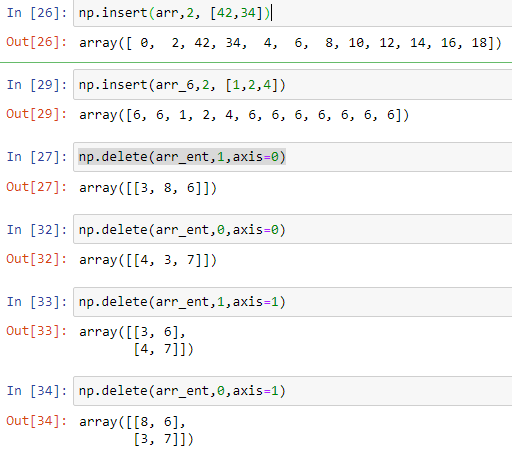 In [26]: np.insert(arr,2, [42,34])
Out[26]: array([ 0,  2, 42, 34,  4,  6,  8, 10, 12, 14, 16, 18])
In [29]: np.insert(arr_6,2, [1,2,4])
Out[29]: array([6, 6, 1, 2, 4, 6, 6, 6, 6, 6, 6, 6])
In [27]: np.delete(arr_ent,1,axis=0)
Out[27]: array([[3, 8, 6]])
In [32]: np.delete(arr_ent,0,axis=0)
Out[32]: array([[4, 3, 7]])
In [33]: np.delete(arr_ent,1,axis=1)
Out[33]: array([[3, 6],
       [4, 7]])
In [34]: np.delete(arr_ent,0,axis=1)
Out[34]: array([[8, 6],
       [3, 7]])